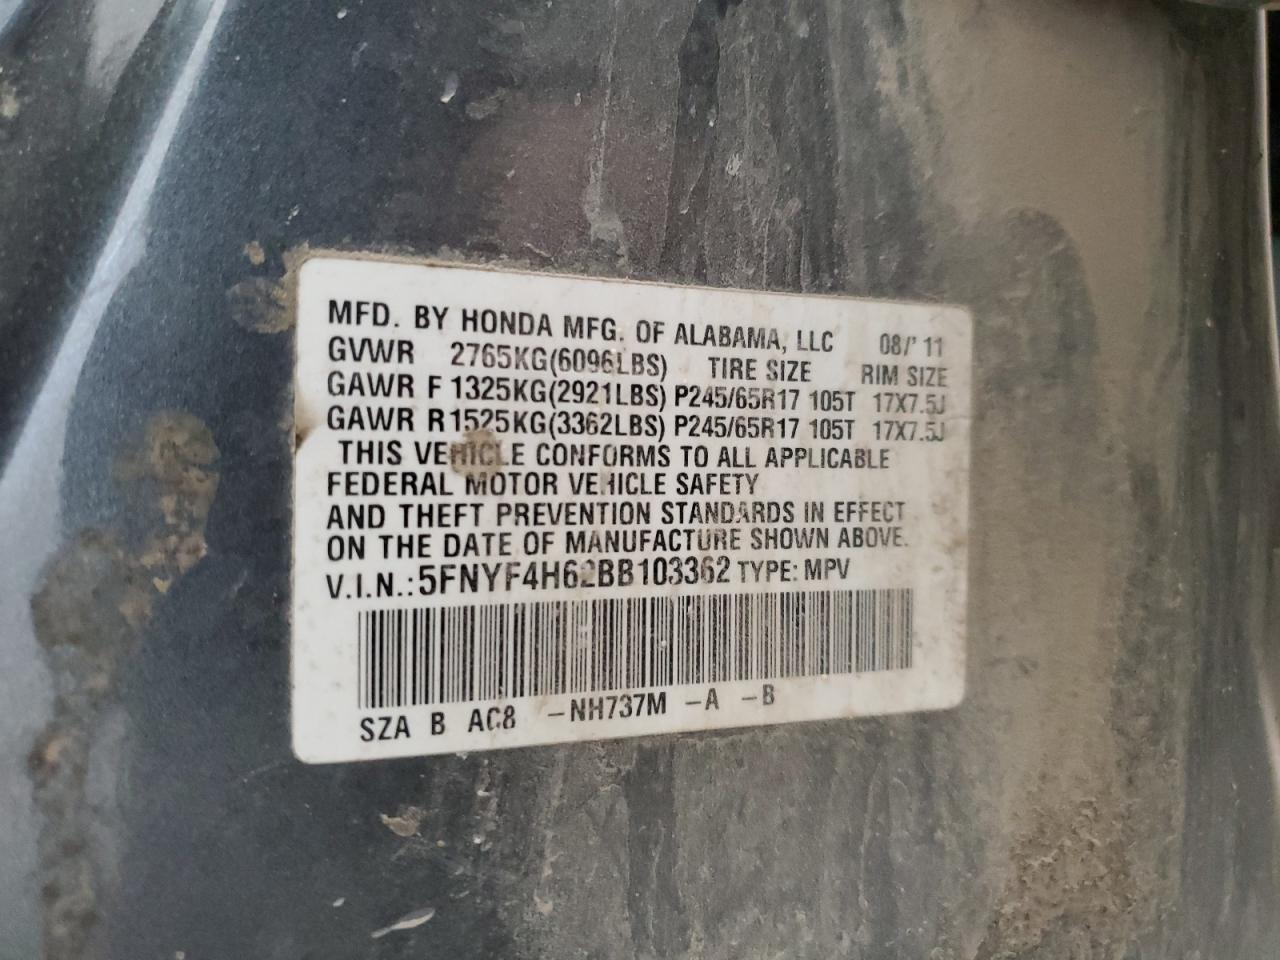 MFD. BY HONDA MFG. OF ALABAMA, LLC 08/'11
GVWR 2765KG(6096LBS) TIRE SIZE RIM SIZE
GAWR F 1325KG(2921LBS) P245/65R17 105T 17X7.5J
GAWR R 1525KG(3362LBS) P245/65R17 105T 17X7.5J
THIS VEHICLE CONFORMS TO ALL APPLICABLE
FEDERAL MOTOR VEHICLE SAFETY
AND THEFT PREVENTION STANDARDS IN EFFECT
ON THE DATE OF MANUFACTURE SHOWN ABOVE.
V.I.N.: 5FNYF4H62BB103362 TYPE: MPV
SZA B AC8 -NH737M -A -B